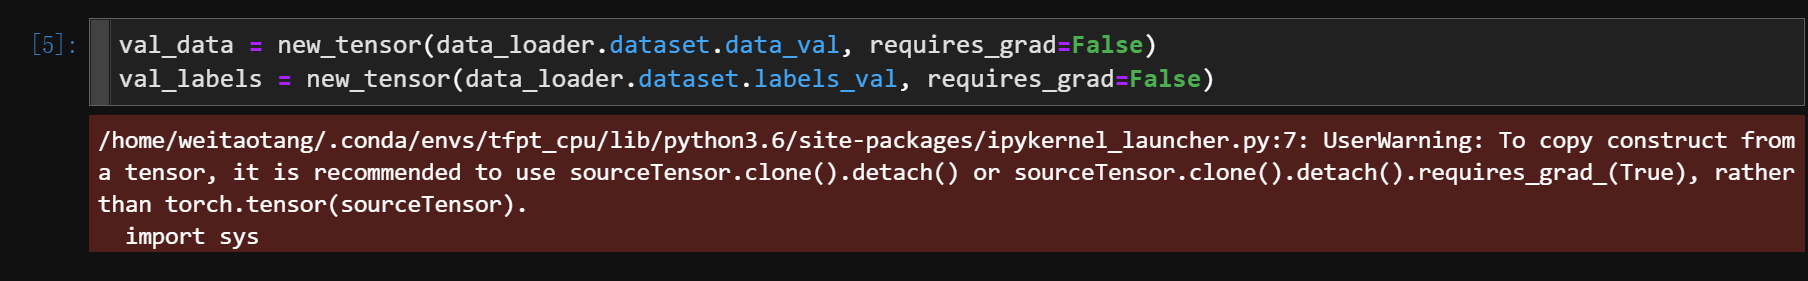 [5]: val_data = new_tensor(data_loader.dataset.data_val, requires_grad=False)
val_labels = new_tensor(data_loader.dataset.labels_val, requires_grad=False)
/home/weitaotang/.conda/envs/tfpt_cpu/lib/python3.6/site-packages/ipykernel_launcher.py:7: UserWarning: To copy construct from
a tensor, it is recommended to use sourceTensor.clone().detach() or sourceTensor.clone().detach().requires_grad_(True), rather
than torch.tensor(sourceTensor).
  import sys